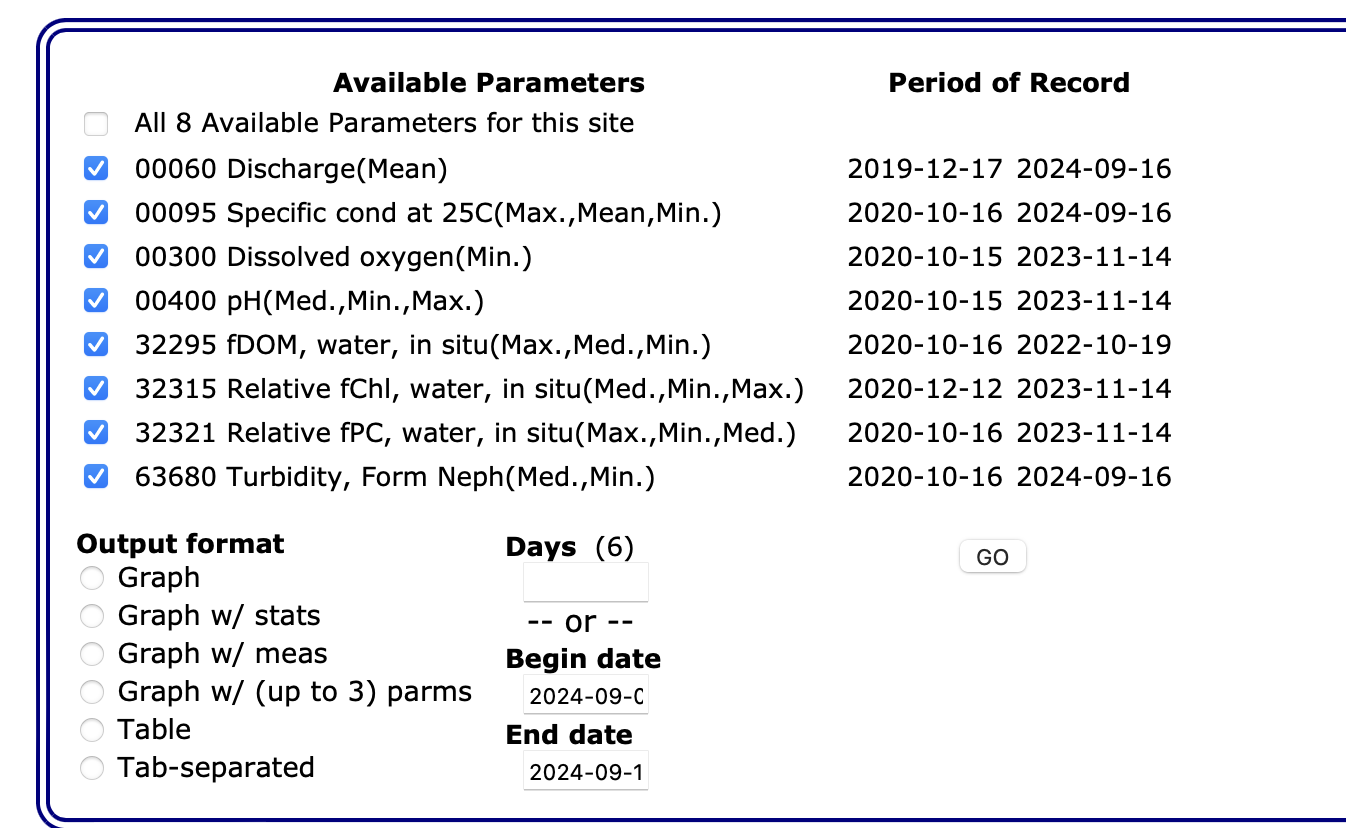 Available Parameters Period of Record
All 8 Available Parameters for this site
00060 Discharge(Mean) 2019-12-17 2024-09-16
00095 Specific cond at 25C(Max.,Mean,Min.) 2020-10-16 2024-09-16
00300 Dissolved oxygen(Min.) 2020-10-15 2023-11-14
00400 pH(Med.,Min.,Max.) 2020-10-15 2023-11-14
32295 fDOM, water, in situ(Max.,Med.,Min.) 2020-10-16 2022-10-19
32315 Relative fChl, water, in situ(Med.,Min.,Max.) 2020-12-12 2023-11-14
32321 Relative fPC, water, in situ(Max.,Min.,Med.) 2020-10-16 2023-11-14
63680 Turbidity, Form Neph(Med.,Min.) 2020-10-16 2024-09-16
Output format
Graph
Graph w/ stats
Graph w/ meas
Graph w/ (up to 3) parms
Table
Tab-separated
Days (6)
-- or --
Begin date
2024-09-0
End date
2024-09-1
GO